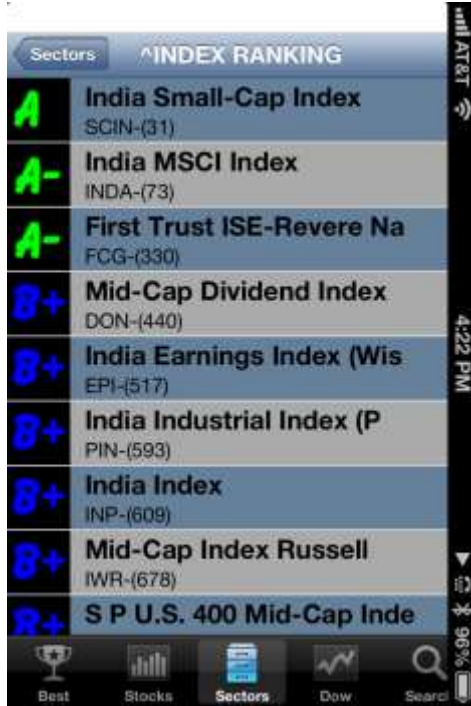 Sectors
^INDEX RANKING
A
India Small-Cap Index
SCIN-(31)
A-
India MSCI Index
INDA-(73)
A-
First Trust ISE-Revere Na
FCG-(330)
B+
Mid-Cap Dividend Index
DON-(440)
B+
India Earnings Index (Wis
EPI-(517)
B+
India Industrial Index (P
PIN-(593)
B+
India Index
INP-(609)
B+
Mid-Cap Index Russell
IWR-(678)
B+
S P U.S. 400 Mid-Cap Inde
Best
Stocks
Sectors
Dow
Searc
AT&T
4:22 PM
96%